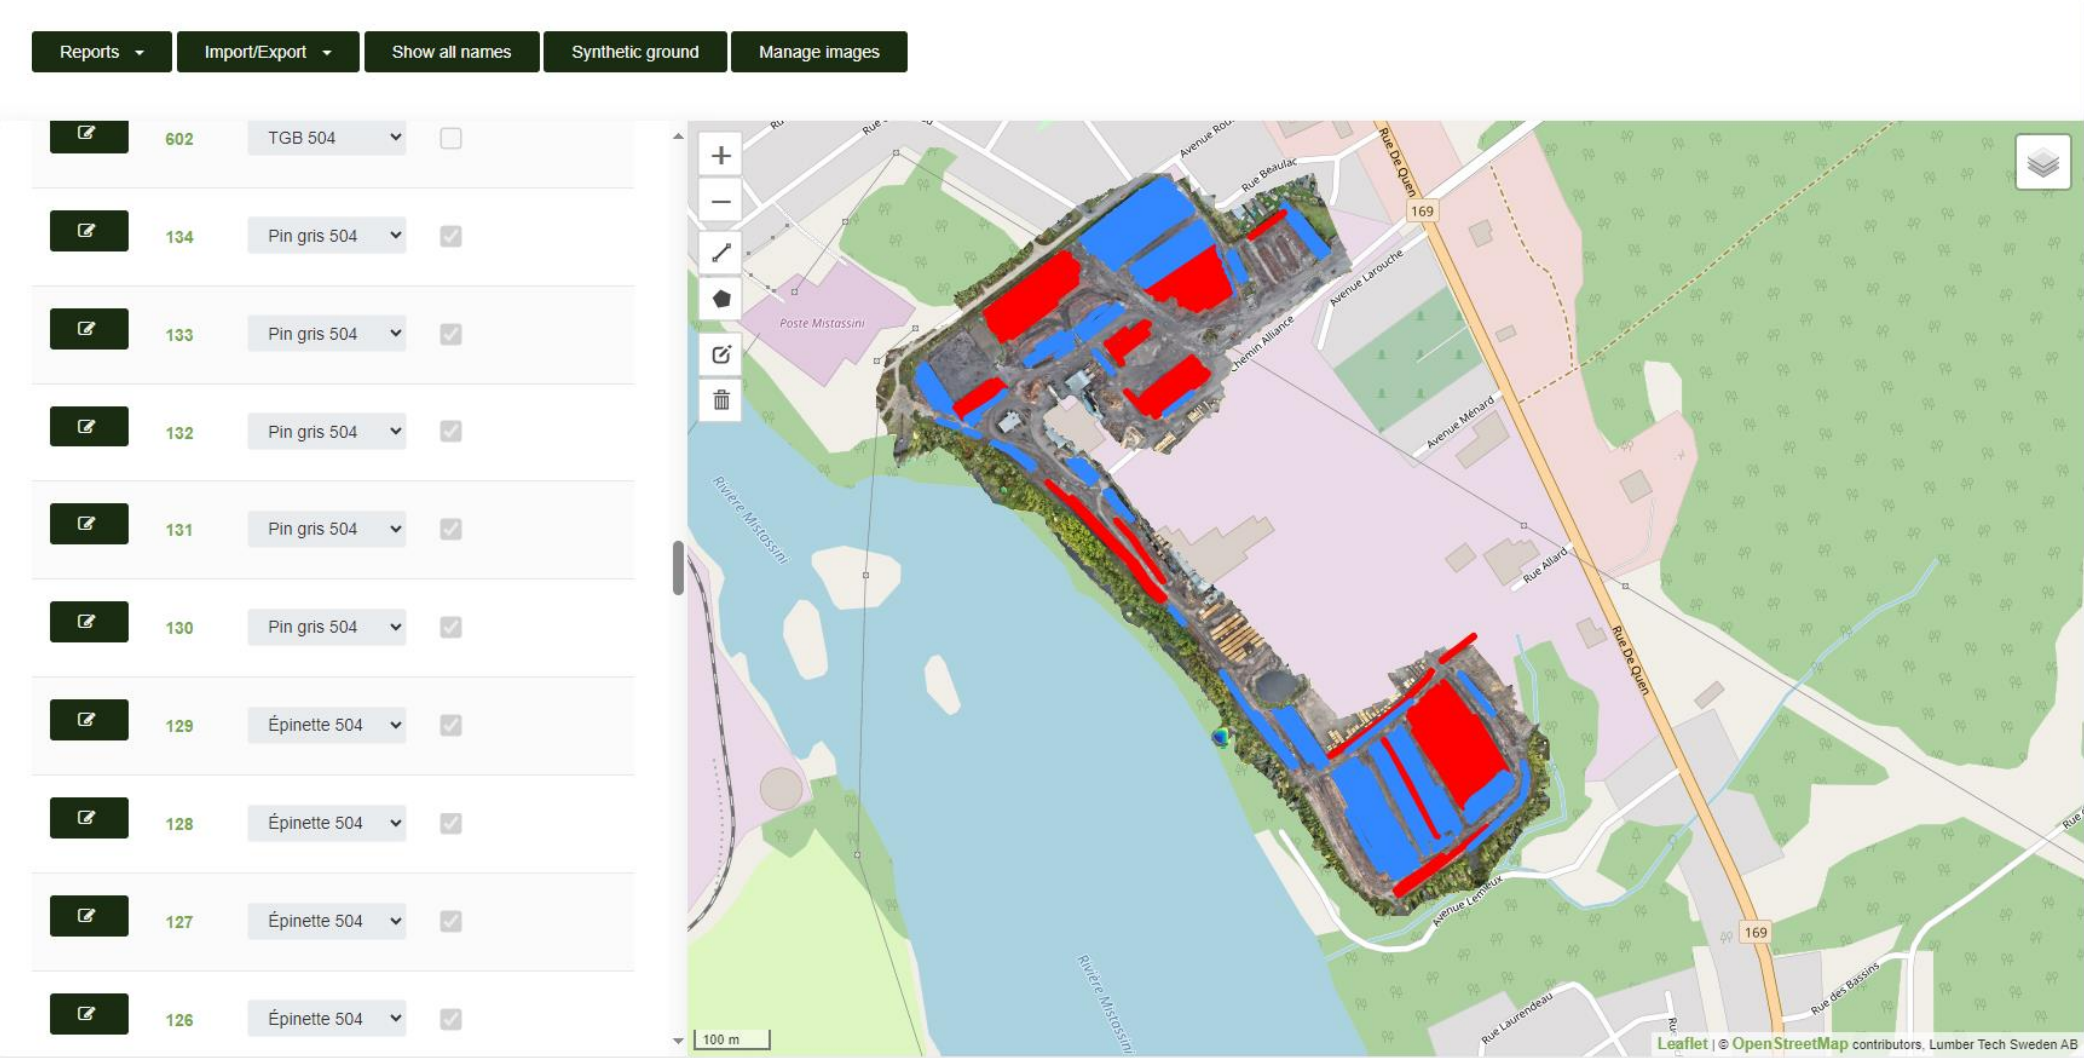 Reports Import/Export Show all names Synthetic ground Manage images
602 TGB 504
134 Pin gris 504
133 Pin gris 504
132 Pin gris 504
131 Pin gris 504
130 Pin gris 504
129 Épinette 504
128 Épinette 504
127 Épinette 504
126 Épinette 504
+
−
Rue Beaulac
Rue De Quen
169
Avenue Larouche
Poste Mistassini
Chemin Alliance
Avenue Ménard
Rivière Mistassini
Rue Allard
Rue De Quen
Avenue Lemieux
169
Rue des Bassins
Rivière Mistassini
Rue Laurendeau
100 m
Leaflet | © OpenStreetMap contributors, Lumber Tech Sweden AB